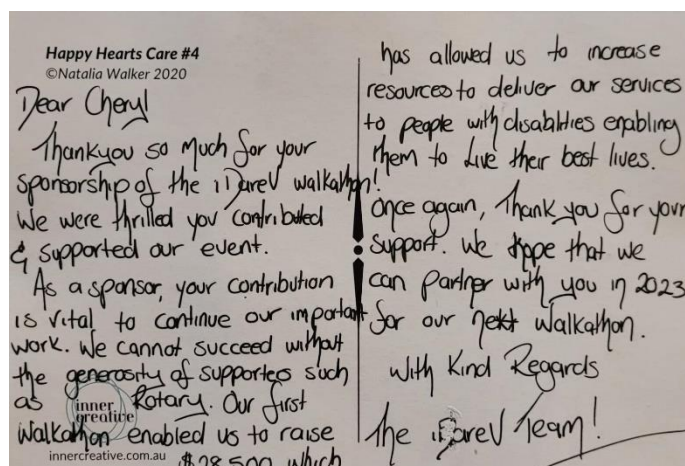 Happy Hearts Care #4
©Natalia Walker 2020
Dear Cheryl
Thankyou so much for your
sponsorship of the iDareU walkathon!
We were thrilled you contributed
& supported our event.
As a sponsor, your contribution
is vital to continue our important
work. We cannot succeed without
the generosity of supporters such
as Rotary. Our first
Walkathon enabled us to raise
$28,500 which
inner
creative
innercreative.com.au
has allowed us to increase
resources to deliver our services
to people with disabilities enabling
them to Live their best lives.
Once again, Thank you for your
support. We hope that we
can partner with you in 2023
for our next Walkathon.
With Kind Regards
The iDareU Team!